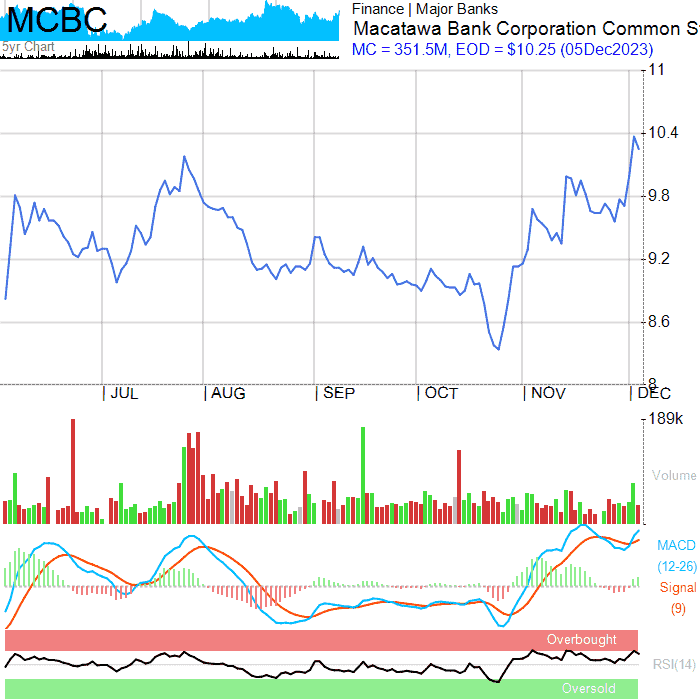 MCBC
5yr Chart
Finance | Major Banks
Macatawa Bank Corporation Common S
MC = 351.5M, EOD = $10.25 (05Dec2023)
11
10.4
9.8
9.2
8.6
8
| JUL | AUG | SEP | OCT | NOV | DEC
189k
Volume
MACD
(12-26)
Signal
(9)
Overbought
RSI(14)
Oversold